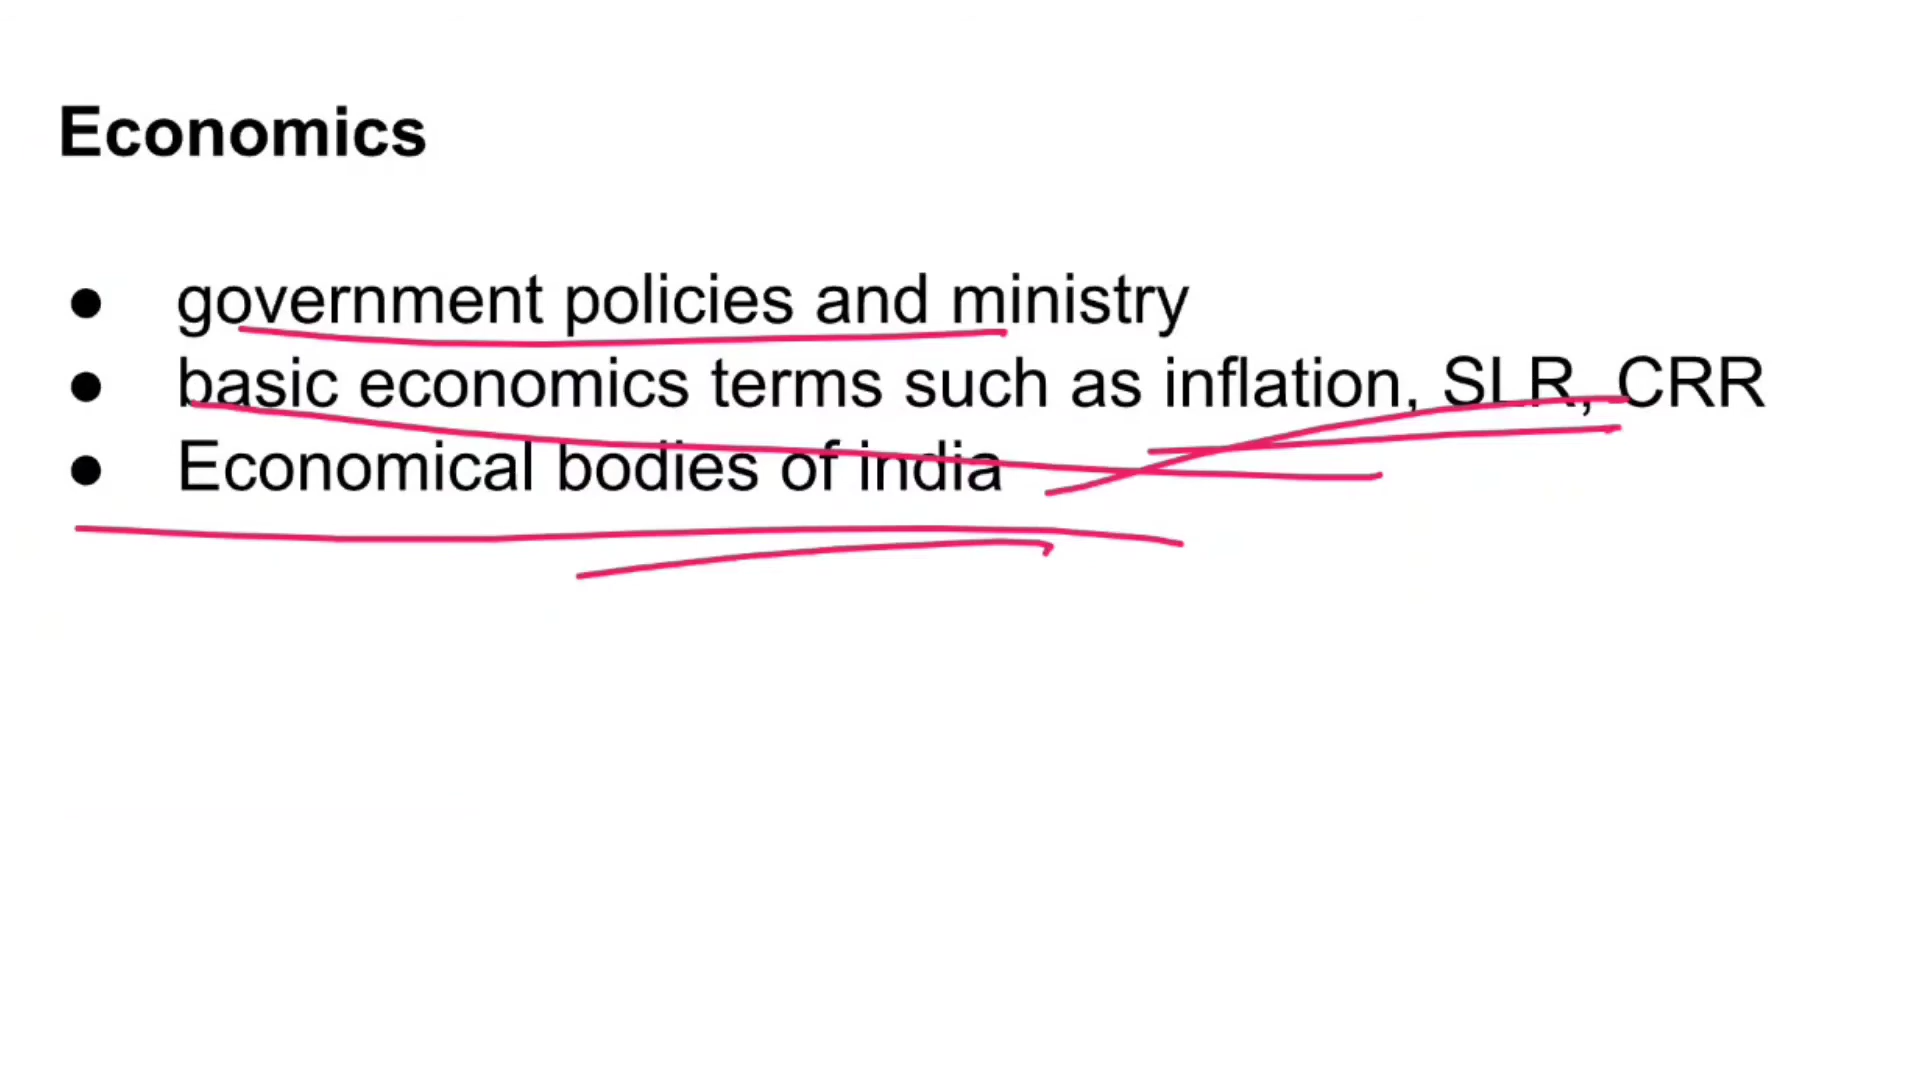 Economics
● government policies and ministry
● basic economics terms such as inflation, SLR, CRR
● Economical bodies of india